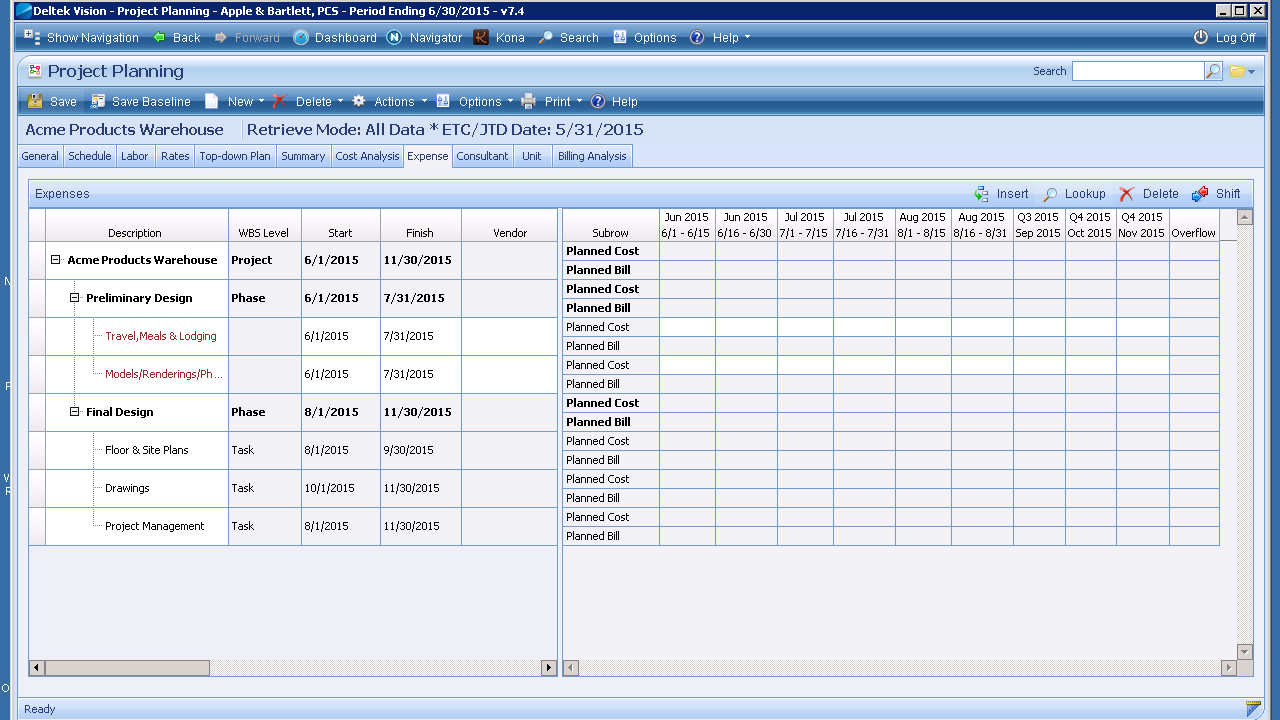 Deltek Vision - Project Planning - Apple & Bartlett, PCS - Period Ending 6/30/2015 - v7.4
Show Navigation Back Forward Dashboard Navigator Kona Search Options Help Log Off
Project Planning Search
Save Save Baseline New Delete Actions Options Print Help
Acme Products Warehouse Retrieve Mode: All Data * ETC/JTD Date: 5/31/2015
General Schedule Labor Rates Top-down Plan Summary Cost Analysis Expense Consultant Unit Billing Analysis
Expenses Insert Lookup Delete Shift
Jun 2015 Jun 2015 Jul 2015 Jul 2015 Aug 2015 Aug 2015 Q3 2015 Q4 2015 Q4 2015
Description WBS Level Start Finish Vendor Subrow 6/1 - 6/15 6/16 - 6/30 7/1 - 7/15 7/16 - 7/31 8/1 - 8/15 8/16 - 8/31 Sep 2015 Oct 2015 Nov 2015 Overflow
Acme Products Warehouse Project 6/1/2015 11/30/2015 Planned Cost
Planned Bill
Preliminary Design Phase 6/1/2015 7/31/2015 Planned Cost
Planned Bill
Travel,Meals & Lodging 6/1/2015 7/31/2015 Planned Cost
Planned Bill
Models/Renderings/Ph ... 6/1/2015 7/31/2015 Planned Cost
Planned Bill
Final Design Phase 8/1/2015 11/30/2015 Planned Cost
Planned Bill
Floor & Site Plans Task 8/1/2015 9/30/2015 Planned Cost
Planned Bill
Drawings Task 10/1/2015 11/30/2015 Planned Cost
Planned Bill
Project Management Task 8/1/2015 11/30/2015 Planned Cost
Planned Bill
Ready